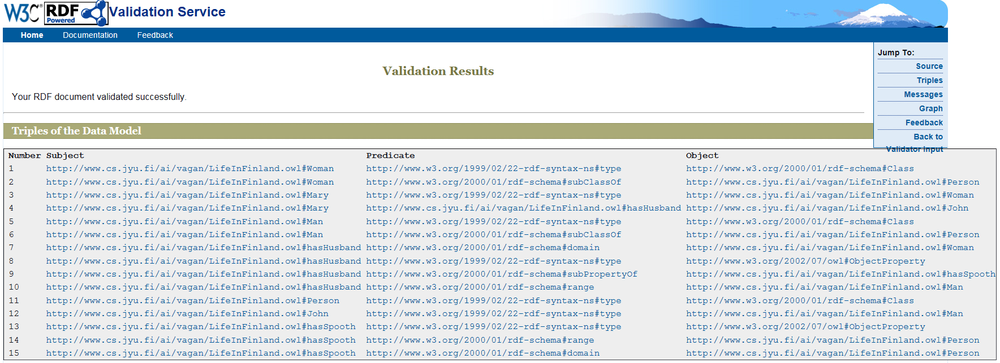 W3C® RDF Powered Validation Service
Home Documentation Feedback
Jump To:
Source
Triples
Messages
Graph
Feedback
Back to
Validator Input
Validation Results
Your RDF document validated successfully.
Triples of the Data Model
Number Subject Predicate Object
1 http://www.cs.jyu.fi/ai/vagan/LifeInFinland.owl#Woman http://www.w3.org/1999/02/22-rdf-syntax-ns#type http://www.w3.org/2000/01/rdf-schema#Class
2 http://www.cs.jyu.fi/ai/vagan/LifeInFinland.owl#Woman http://www.w3.org/2000/01/rdf-schema#subClassOf http://www.cs.jyu.fi/ai/vagan/LifeInFinland.owl#Person
3 http://www.cs.jyu.fi/ai/vagan/LifeInFinland.owl#Mary http://www.w3.org/1999/02/22-rdf-syntax-ns#type http://www.cs.jyu.fi/ai/vagan/LifeInFinland.owl#Woman
4 http://www.cs.jyu.fi/ai/vagan/LifeInFinland.owl#Mary http://www.cs.jyu.fi/ai/vagan/LifeInFinland.owl#hasHusband http://www.cs.jyu.fi/ai/vagan/LifeInFinland.owl#John
5 http://www.cs.jyu.fi/ai/vagan/LifeInFinland.owl#Man http://www.w3.org/1999/02/22-rdf-syntax-ns#type http://www.w3.org/2000/01/rdf-schema#Class
6 http://www.cs.jyu.fi/ai/vagan/LifeInFinland.owl#Man http://www.w3.org/2000/01/rdf-schema#subClassOf http://www.cs.jyu.fi/ai/vagan/LifeInFinland.owl#Person
7 http://www.cs.jyu.fi/ai/vagan/LifeInFinland.owl#hasHusband http://www.w3.org/2000/01/rdf-schema#domain http://www.cs.jyu.fi/ai/vagan/LifeInFinland.owl#Woman
8 http://www.cs.jyu.fi/ai/vagan/LifeInFinland.owl#hasHusband http://www.w3.org/1999/02/22-rdf-syntax-ns#type http://www.w3.org/2002/07/owl#ObjectProperty
9 http://www.cs.jyu.fi/ai/vagan/LifeInFinland.owl#hasHusband http://www.w3.org/2000/01/rdf-schema#subPropertyOf http://www.cs.jyu.fi/ai/vagan/LifeInFinland.owl#hasSpooth
10 http://www.cs.jyu.fi/ai/vagan/LifeInFinland.owl#hasHusband http://www.w3.org/2000/01/rdf-schema#range http://www.cs.jyu.fi/ai/vagan/LifeInFinland.owl#Man
11 http://www.cs.jyu.fi/ai/vagan/LifeInFinland.owl#Person http://www.w3.org/1999/02/22-rdf-syntax-ns#type http://www.w3.org/2000/01/rdf-schema#Class
12 http://www.cs.jyu.fi/ai/vagan/LifeInFinland.owl#John http://www.w3.org/1999/02/22-rdf-syntax-ns#type http://www.cs.jyu.fi/ai/vagan/LifeInFinland.owl#Man
13 http://www.cs.jyu.fi/ai/vagan/LifeInFinland.owl#hasSpooth http://www.w3.org/1999/02/22-rdf-syntax-ns#type http://www.w3.org/2002/07/owl#ObjectProperty
14 http://www.cs.jyu.fi/ai/vagan/LifeInFinland.owl#hasSpooth http://www.w3.org/2000/01/rdf-schema#range http://www.cs.jyu.fi/ai/vagan/LifeInFinland.owl#Person
15 http://www.cs.jyu.fi/ai/vagan/LifeInFinland.owl#hasSpooth http://www.w3.org/2000/01/rdf-schema#domain http://www.cs.jyu.fi/ai/vagan/LifeInFinland.owl#Person